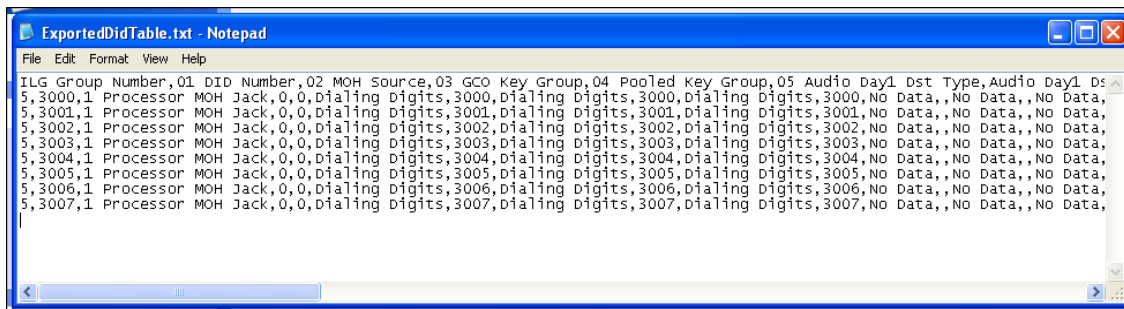 ExportedDidTable.txt - Notepad
File Edit Format View Help
ILG Group Number,01 DID Number,02 MOH Source,03 GCO Key Group,04 Pooled Key Group,05 Audio Day1 Dst Type,Audio Day1 Ds
5,3000,1 Processor MOH Jack,0,0,Dialing Digits,3000,Dialing Digits,3000,Dialing Digits,3000,No Data,,No Data,,No Data,
5,3001,1 Processor MOH Jack,0,0,Dialing Digits,3001,Dialing Digits,3001,Dialing Digits,3001,No Data,,No Data,,No Data,
5,3002,1 Processor MOH Jack,0,0,Dialing Digits,3002,Dialing Digits,3002,Dialing Digits,3002,No Data,,No Data,,No Data,
5,3003,1 Processor MOH Jack,0,0,Dialing Digits,3003,Dialing Digits,3003,Dialing Digits,3003,No Data,,No Data,,No Data,
5,3004,1 Processor MOH Jack,0,0,Dialing Digits,3004,Dialing Digits,3004,Dialing Digits,3004,No Data,,No Data,,No Data,
5,3005,1 Processor MOH Jack,0,0,Dialing Digits,3005,Dialing Digits,3005,Dialing Digits,3005,No Data,,No Data,,No Data,
5,3006,1 Processor MOH Jack,0,0,Dialing Digits,3006,Dialing Digits,3006,Dialing Digits,3006,No Data,,No Data,,No Data,
5,3007,1 Processor MOH Jack,0,0,Dialing Digits,3007,Dialing Digits,3007,Dialing Digits,3007,No Data,,No Data,,No Data,